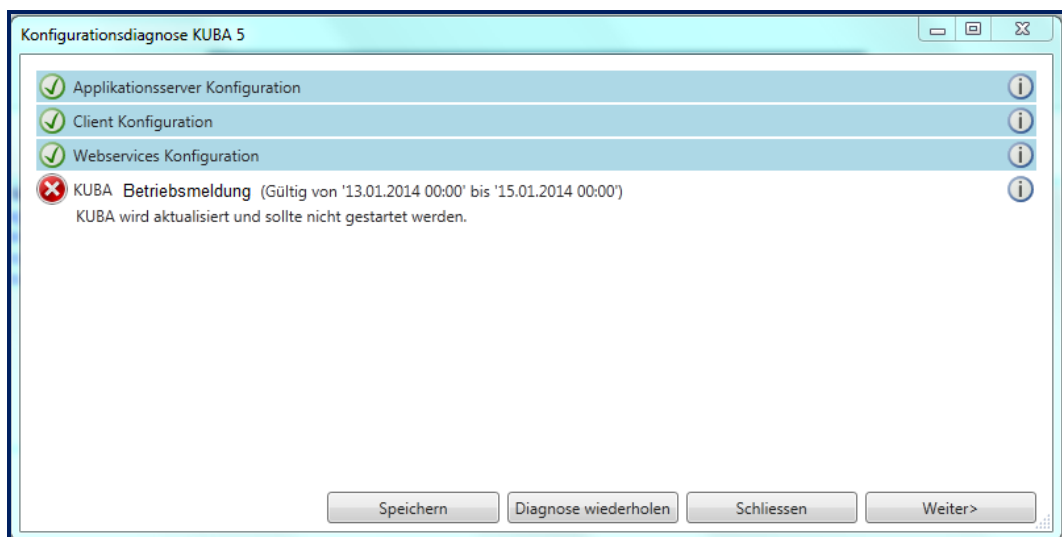 Konfigurationsdiagnose KUBA 5
Applikationsserver Konfiguration
Client Konfiguration
Webservices Konfiguration
KUBA Betriebsmeldung (Gültig von '13.01.2014 00:00' bis '15.01.2014 00:00')
KUBA wird aktualisiert und sollte nicht gestartet werden.
Speichern Diagnose wiederholen Schliessen Weiter>